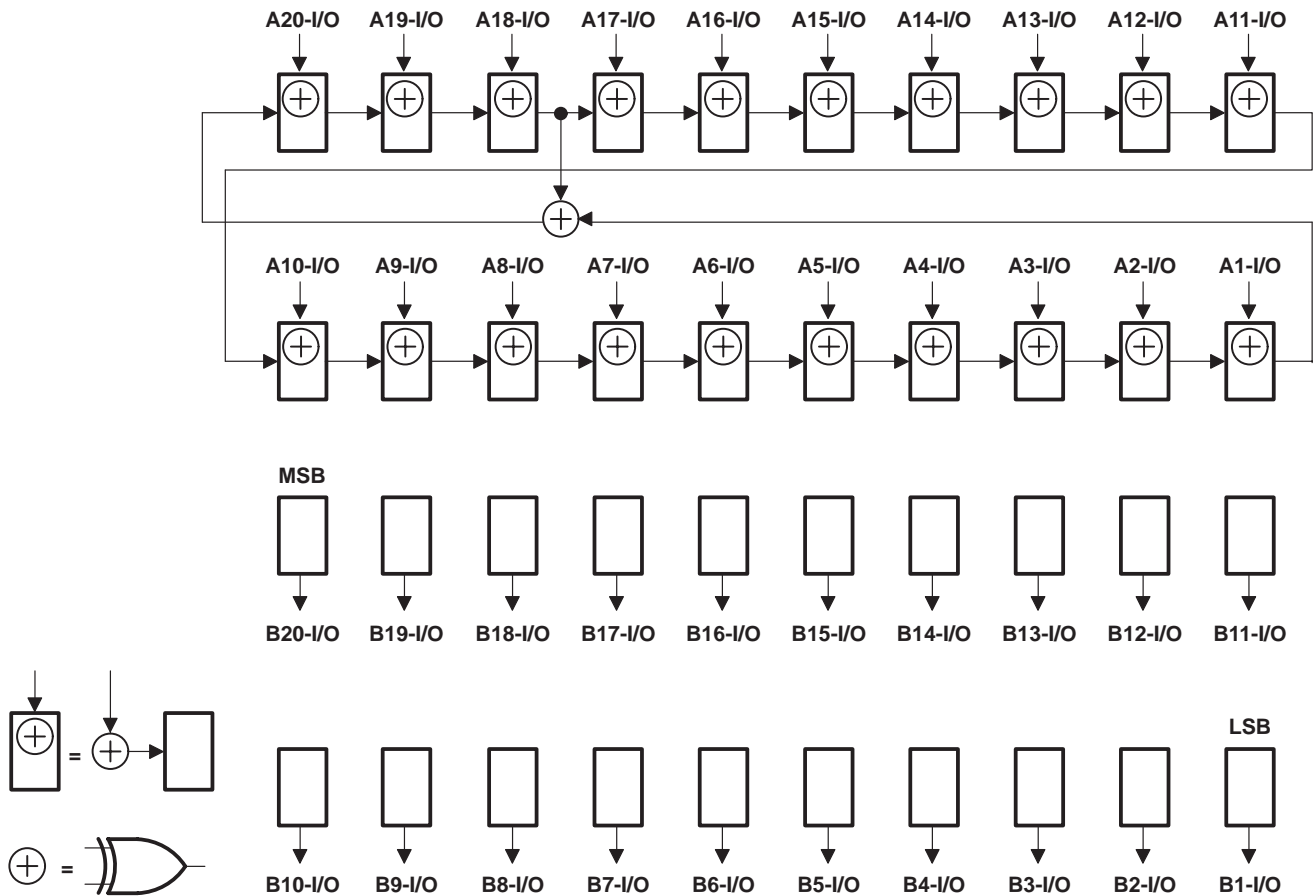 A20-I/O A19-I/O A18-I/O A17-I/O A16-I/O A15-I/O A14-I/O A13-I/O A12-I/O A11-I/O
A10-I/O A9-I/O A8-I/O A7-I/O A6-I/O A5-I/O A4-I/O A3-I/O A2-I/O A1-I/O
MSB
B20-I/O B19-I/O B18-I/O B17-I/O B16-I/O B15-I/O B14-I/O B13-I/O B12-I/O B11-I/O
LSB
=
=
B10-I/O B9-I/O B8-I/O B7-I/O B6-I/O B5-I/O B4-I/O B3-I/O B2-I/O B1-I/O